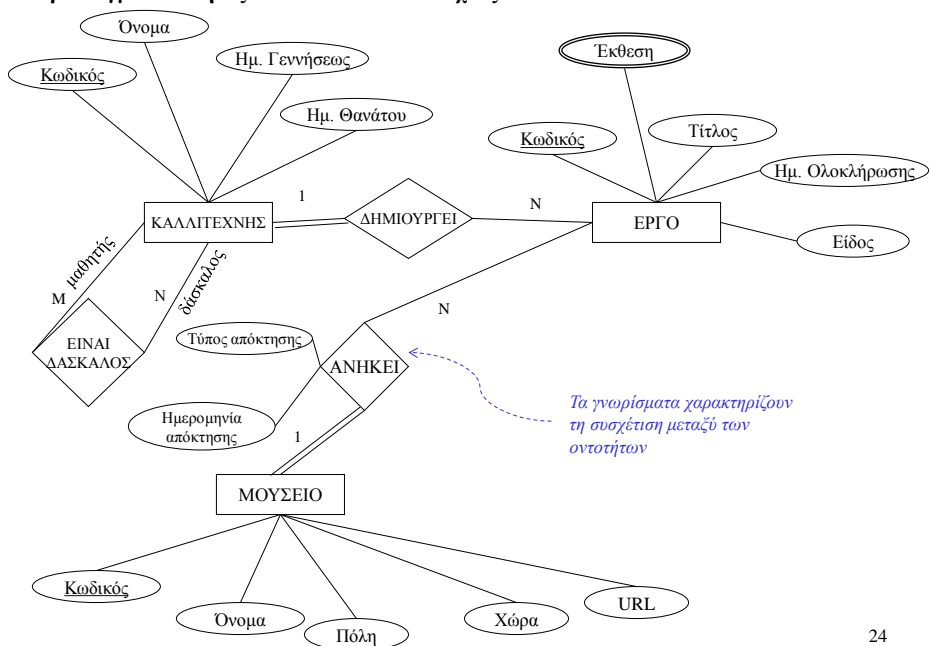 Όνομα
Κωδικός
Ημ. Γεννήσεως
Ημ. Θανάτου
Έκθεση
Κωδικός
Τίτλος
Ημ. Ολοκλήρωσης
Είδος
ΚΑΛΛΙΤΕΧΝΗΣ
1
ΔΗΜΙΟΥΡΓΕΙ
N
ΕΡΓΟ
μαθητής
δάσκαλος
M
N
ΕΙΝΑΙ
ΔΑΣΚΑΛΟΣ
N
Τύπος απόκτησης
ΑΝΗΚΕΙ
Ημερομηνία
απόκτησης
1
Τα γνωρίσματα χαρακτηρίζουν
τη συσχέτιση μεταξύ των
οντοτήτων
ΜΟΥΣΕΙΟ
Κωδικός
Όνομα
Πόλη
Χώρα
URL
24